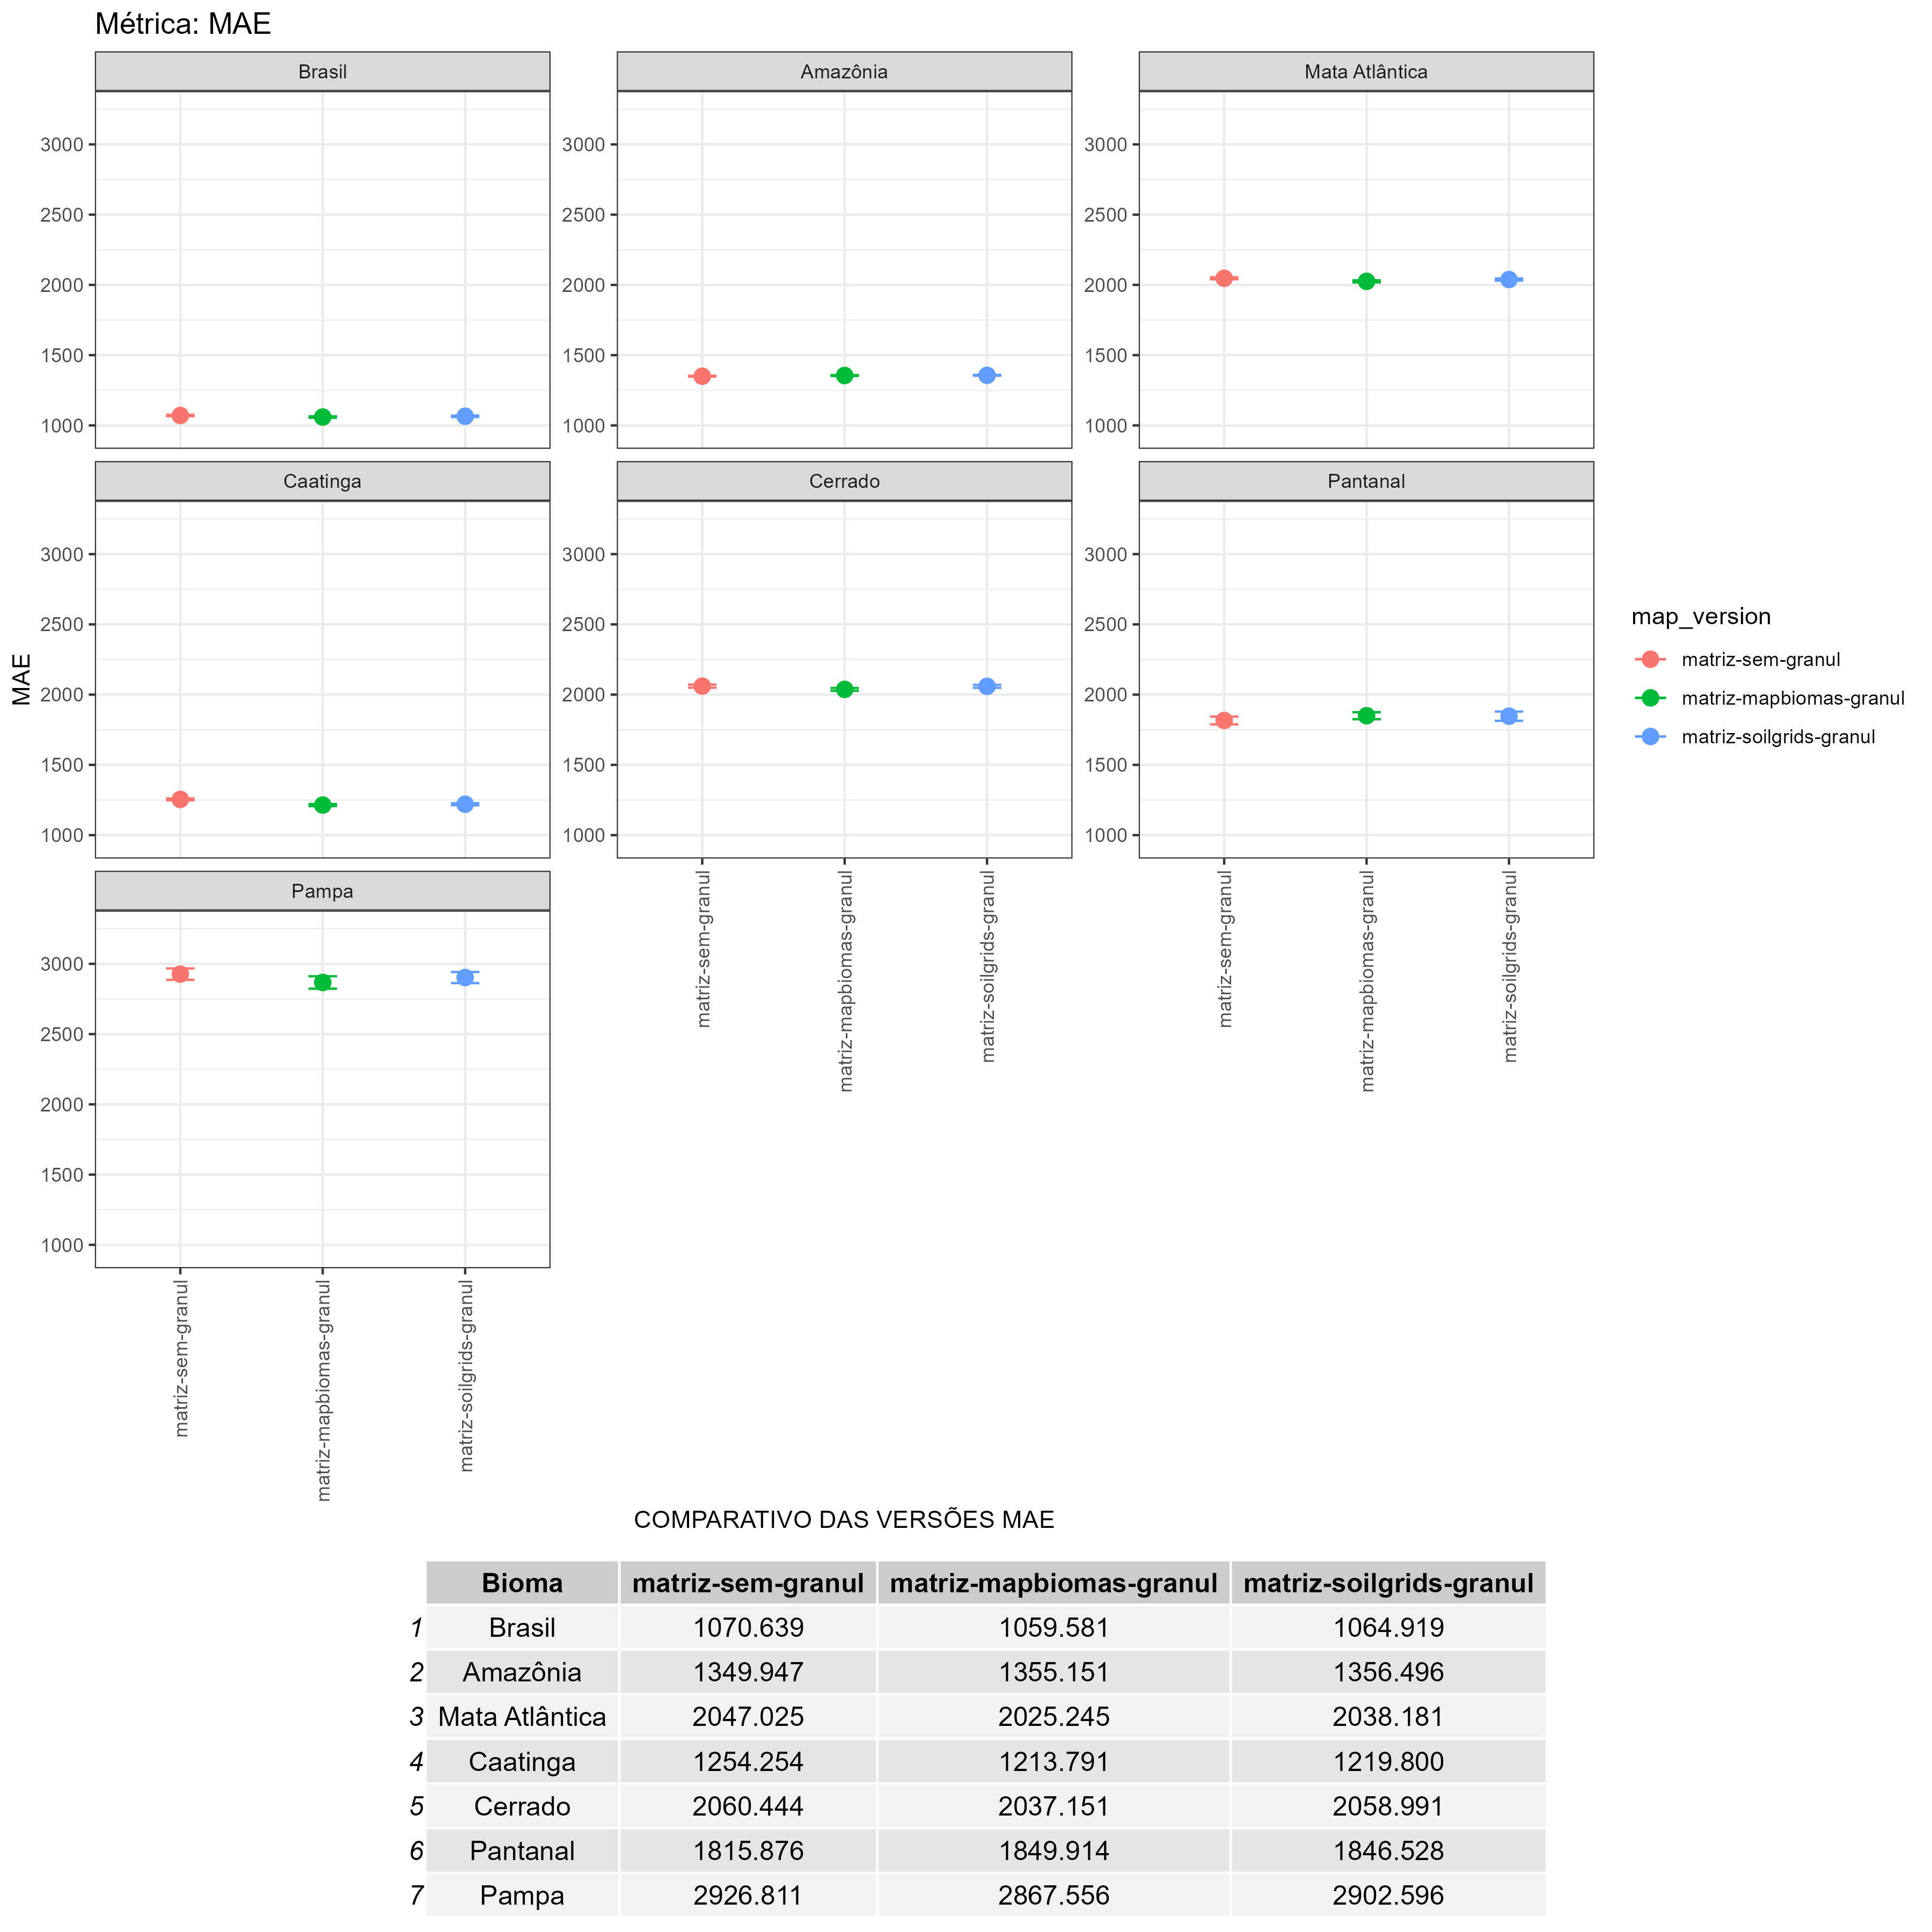 Métrica: MAE
Brasil
Amazônia
Mata Atlântica
3000
2500
2000
1500
1000
3000
2500
2000
1500
1000
3000
2500
2000
1500
1000
Caatinga
Cerrado
Pantanal
3000
2500
2000
1500
1000
3000
2500
2000
1500
1000
3000
2500
2000
1500
1000
matriz-sem-granul
matriz-mapbiomas-granul
matriz-soilgrids-granul
matriz-sem-granul
matriz-mapbiomas-granul
matriz-soilgrids-granul
Pampa
3000
2500
2000
1500
1000
matriz-sem-granul
matriz-mapbiomas-granul
matriz-soilgrids-granul
MAE
map_version
matriz-sem-granul
matriz-mapbiomas-granul
matriz-soilgrids-granul
COMPARATIVO DAS VERSÕES MAE
Bioma matriz-sem-granul matriz-mapbiomas-granul matriz-soilgrids-granul
1 Brasil 1070.639 1059.581 1064.919
2 Amazônia 1349.947 1355.151 1356.496
3 Mata Atlântica 2047.025 2025.245 2038.181
4 Caatinga 1254.254 1213.791 1219.800
5 Cerrado 2060.444 2037.151 2058.991
6 Pantanal 1815.876 1849.914 1846.528
7 Pampa 2926.811 2867.556 2902.596